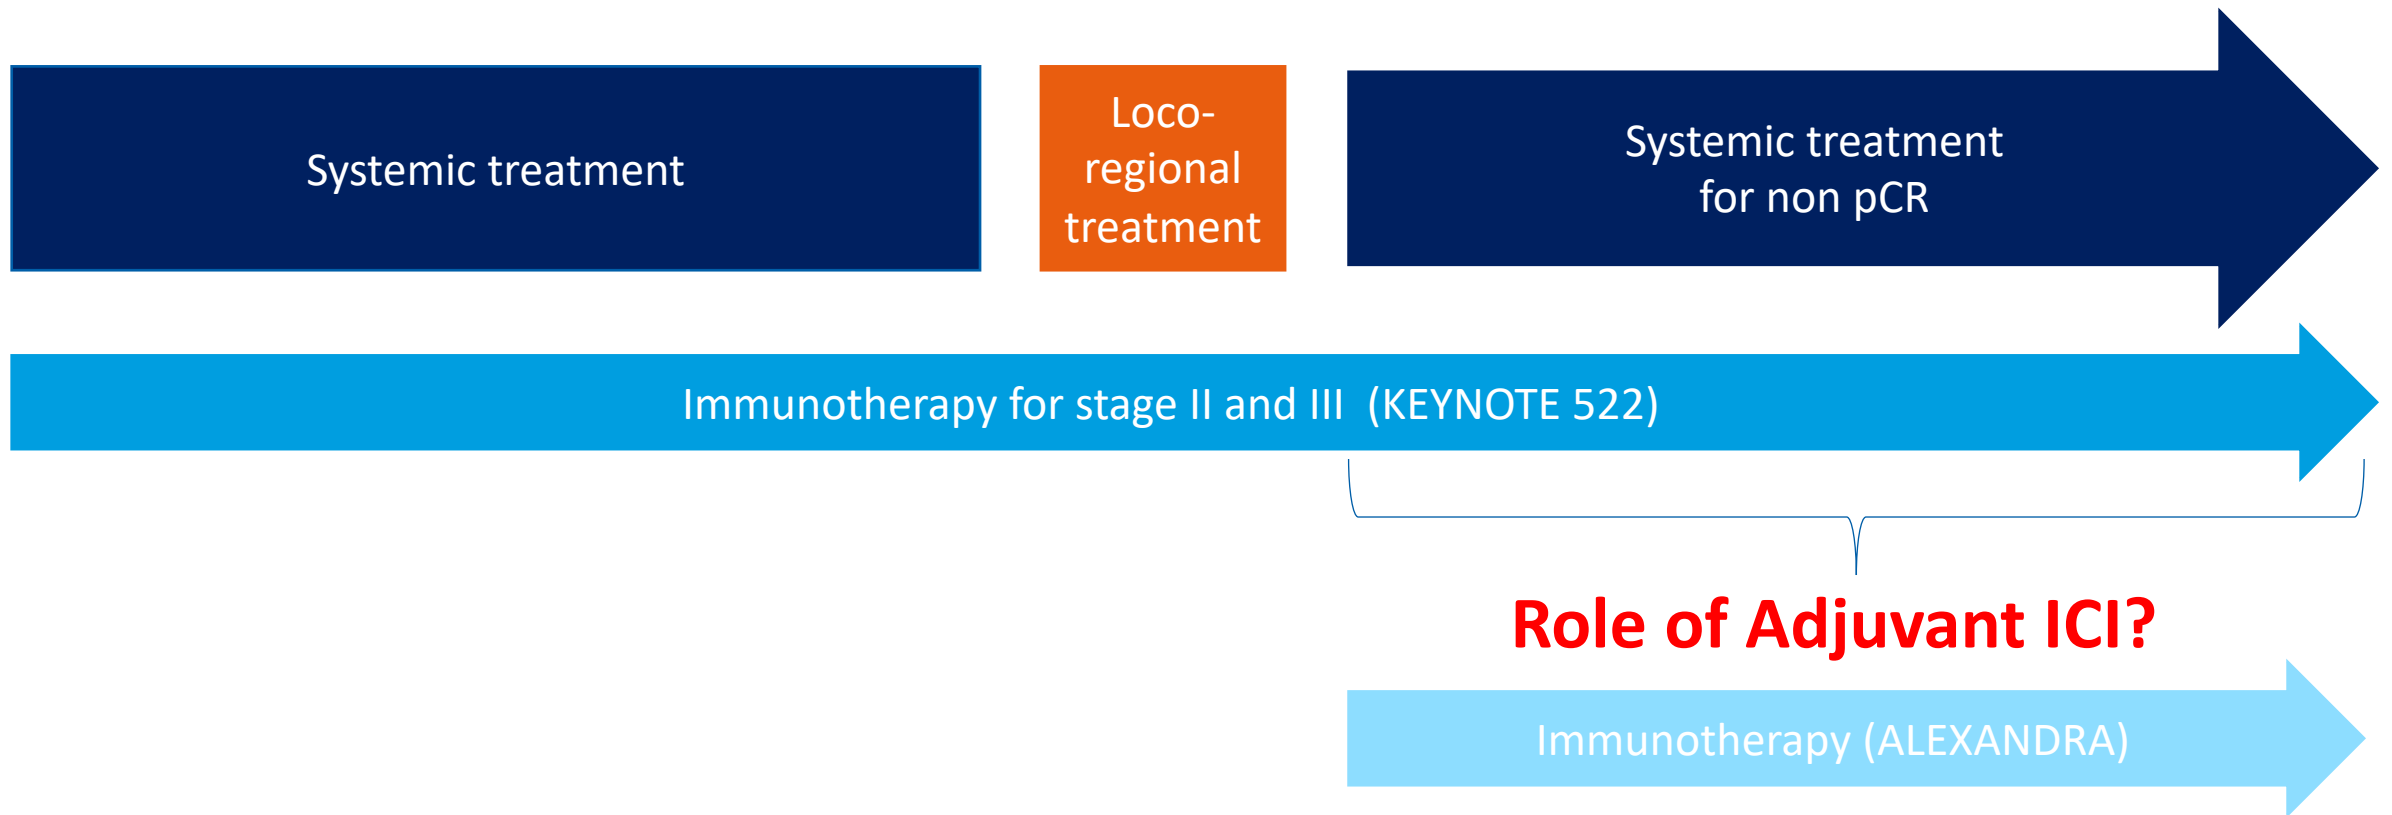 Systemic treatment
Loco-
regional
treatment
Systemic treatment
for non pCR
Immunotherapy for stage II and III  (KEYNOTE 522)
Role of Adjuvant ICI?
Immunotherapy (ALEXANDRA)